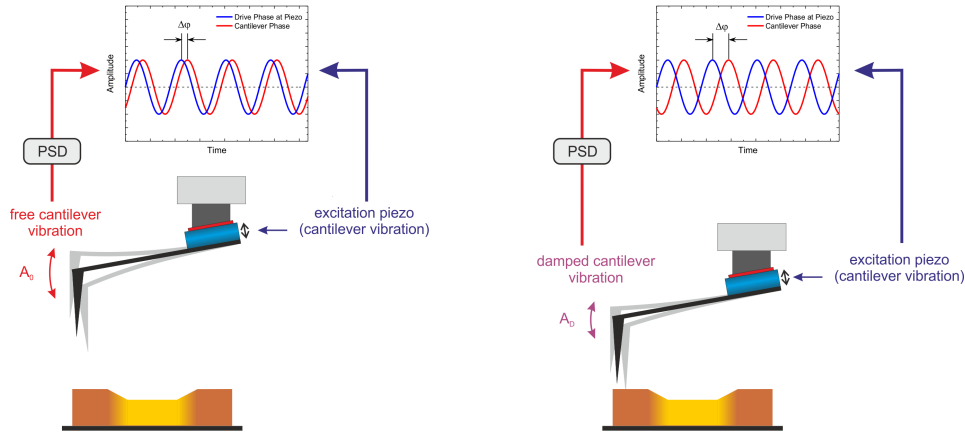 Drive Phase at Piezo
Cantilever Phase
Δφ
Amplitude
Time
PSD
free cantilever
vibration
excitation piezo
(cantilever vibration)
A₀
Drive Phase at Piezo
Cantilever Phase
Δφ
Amplitude
Time
PSD
damped cantilever
vibration
excitation piezo
(cantilever vibration)
A_D